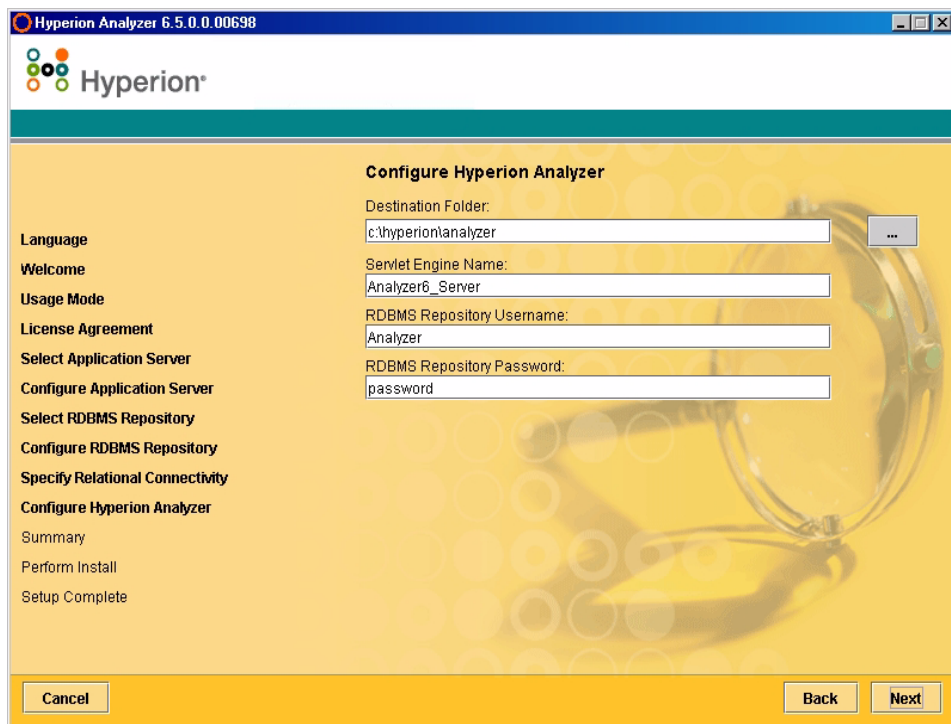 Hyperion Analyzer 6.5.0.0.00698
Hyperion
Language
Welcome
Usage Mode
License Agreement
Select Application Server
Configure Application Server
Select RDBMS Repository
Configure RDBMS Repository
Specify Relational Connectivity
Configure Hyperion Analyzer
Summary
Perform Install
Setup Complete
Configure Hyperion Analyzer
Destination Folder:
c:\hyperion\analyzer
...
Servlet Engine Name:
Analyzer6_Server
RDBMS Repository Username:
Analyzer
RDBMS Repository Password:
password
Cancel
Back
Next